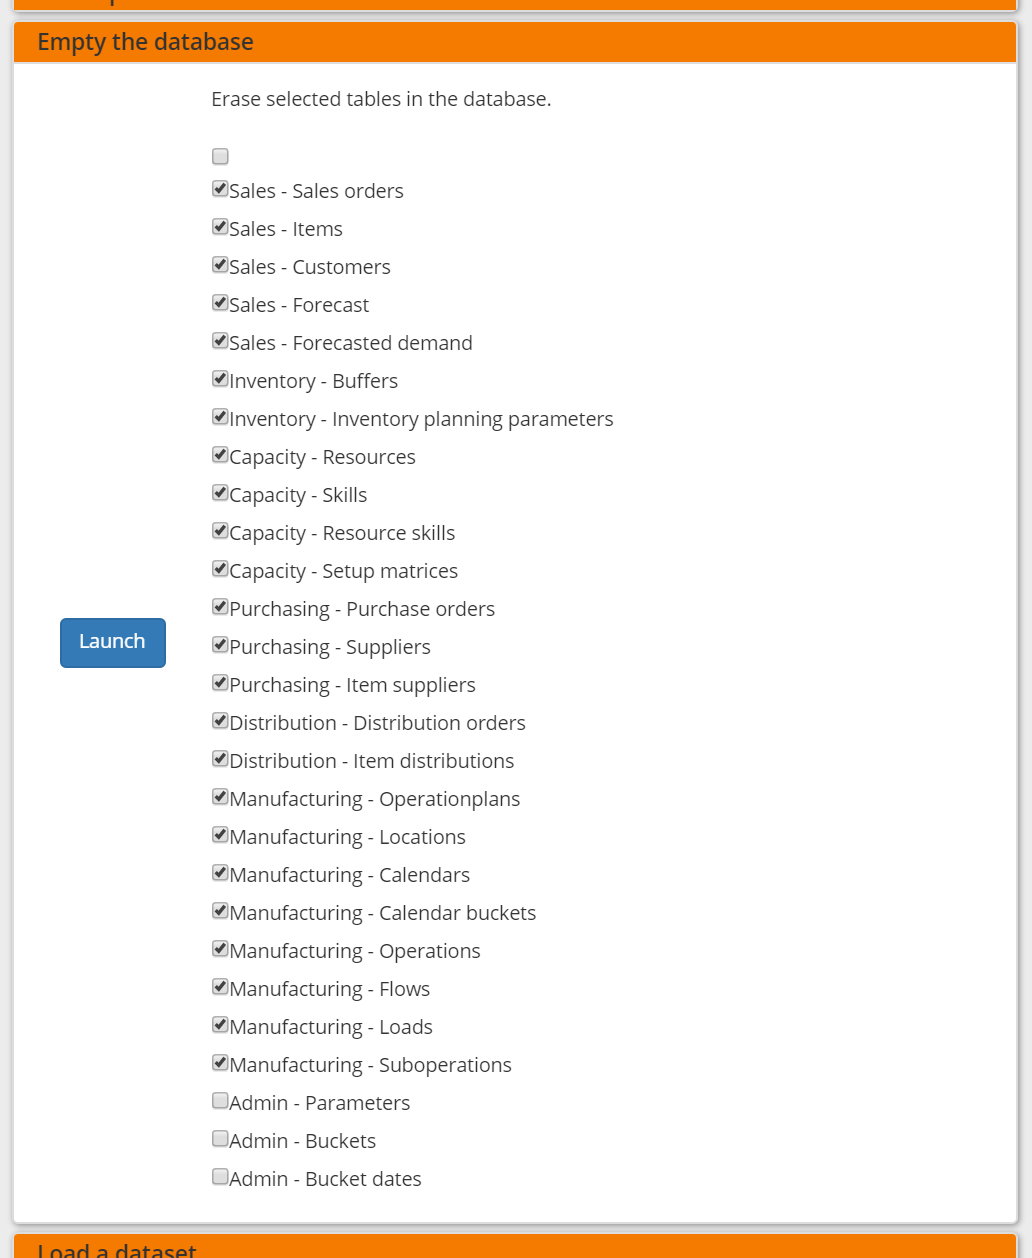 Empty the database
Erase selected tables in the database.
Sales - Sales orders
Sales - Items
Sales - Customers
Sales - Forecast
Sales - Forecasted demand
Inventory - Buffers
Inventory - Inventory planning parameters
Capacity - Resources
Capacity - Skills
Capacity - Resource skills
Capacity - Setup matrices
Purchasing - Purchase orders
Launch
Purchasing - Suppliers
Purchasing - Item suppliers
Distribution - Distribution orders
Distribution - Item distributions
Manufacturing - Operationplans
Manufacturing - Locations
Manufacturing - Calendars
Manufacturing - Calendar buckets
Manufacturing - Operations
Manufacturing - Flows
Manufacturing - Loads
Manufacturing - Suboperations
Admin - Parameters
Admin - Buckets
Admin - Bucket dates
Load a dataset